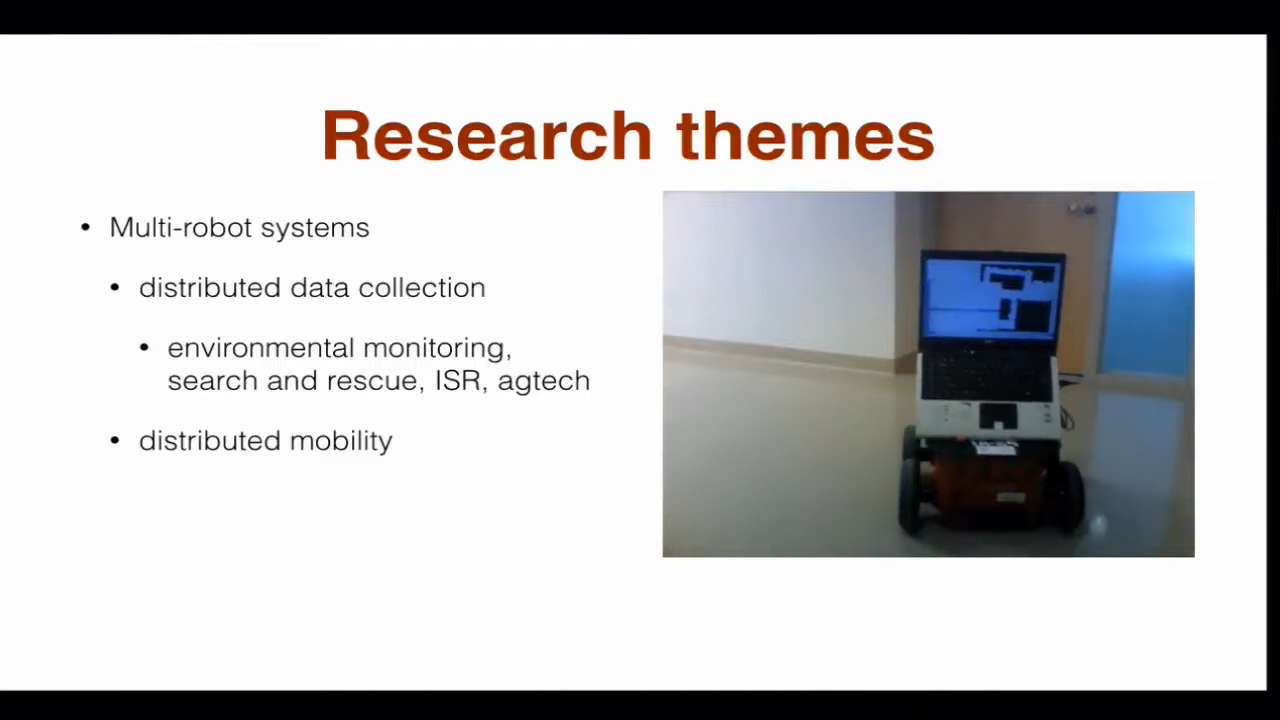 Research themes
• Multi-robot systems
• distributed data collection
• environmental monitoring,
search and rescue, ISR, agtech
• distributed mobility